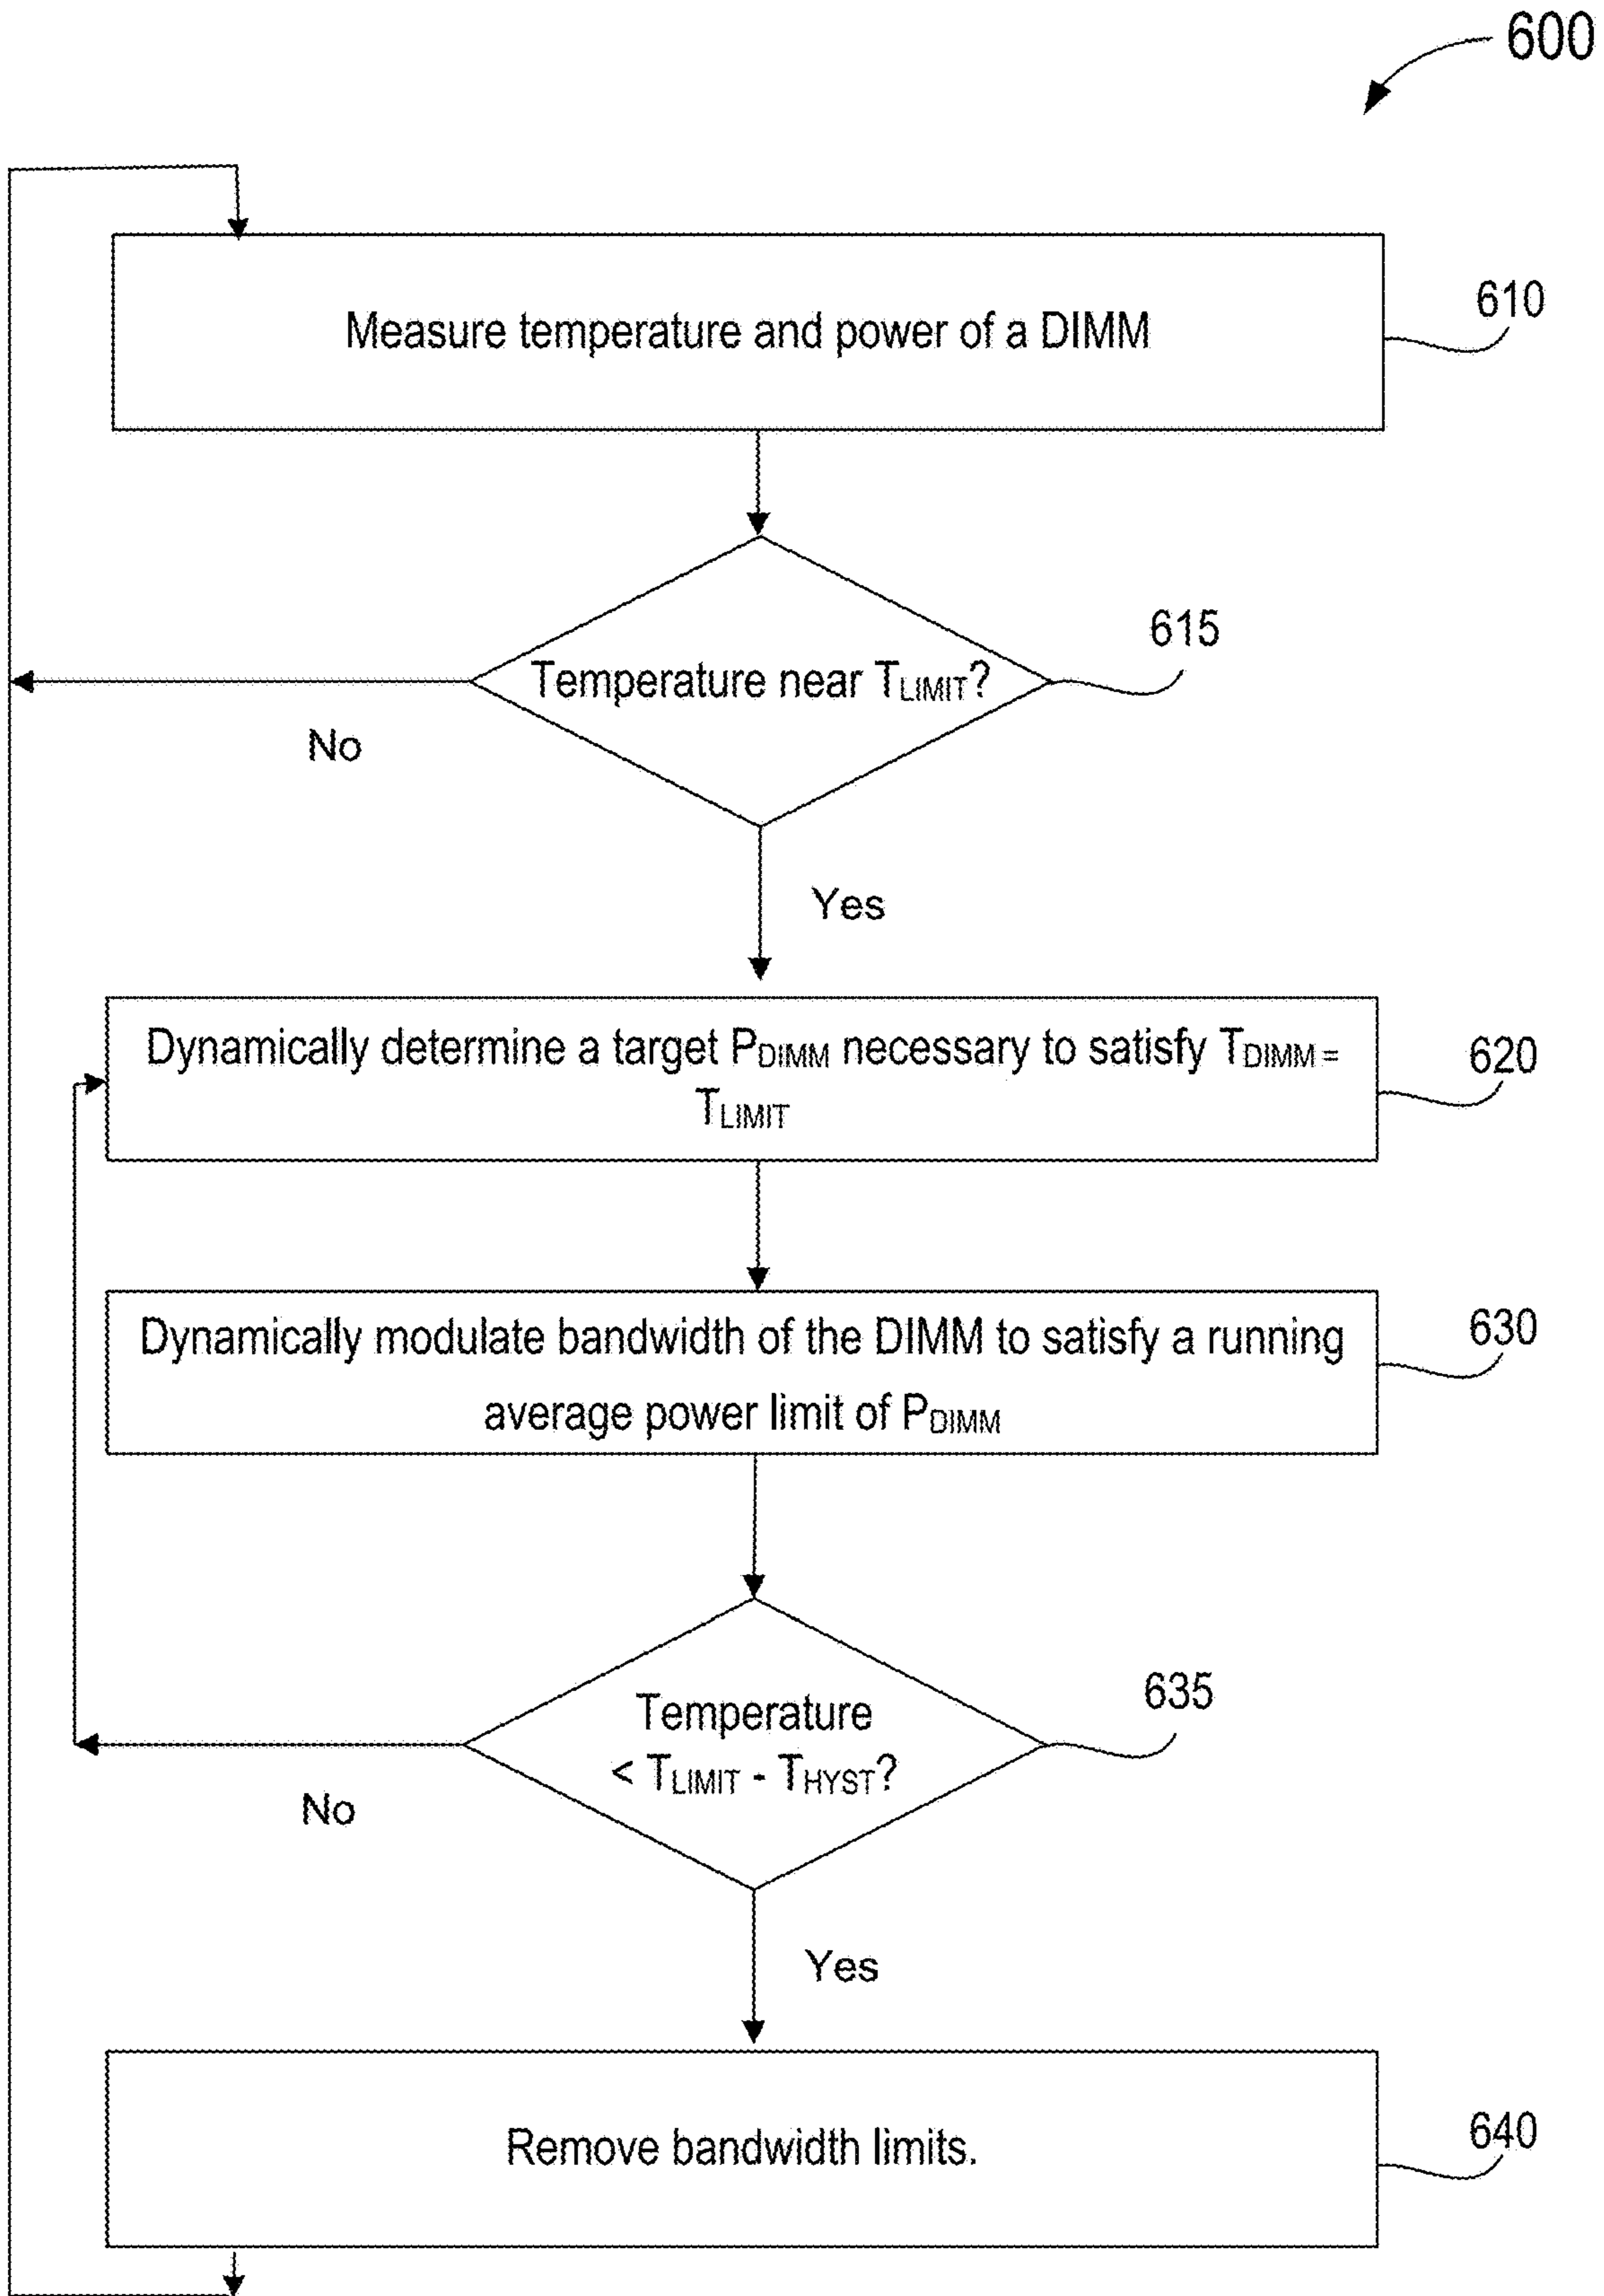 600
Measure temperature and power of a DIMM
610
Temperature near TLIMIT?
615
No
Yes
Dynamically determine a target PDIMM necessary to satisfy TDIMM =
TLIMIT
620
Dynamically modulate bandwidth of the DIMM to satisfy a running
average power limit of PDIMM
630
Temperature
< TLIMIT - THYST?
635
No
Yes
Remove bandwidth limits.
640